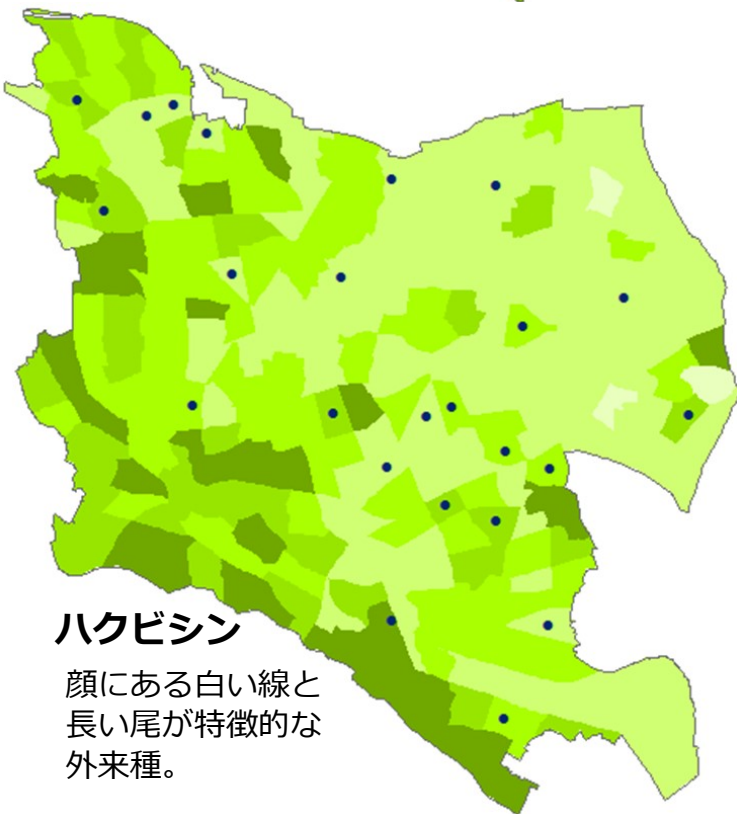 ハクビシン
顔にある白い線と
長い尾が特徴的な
外来種。